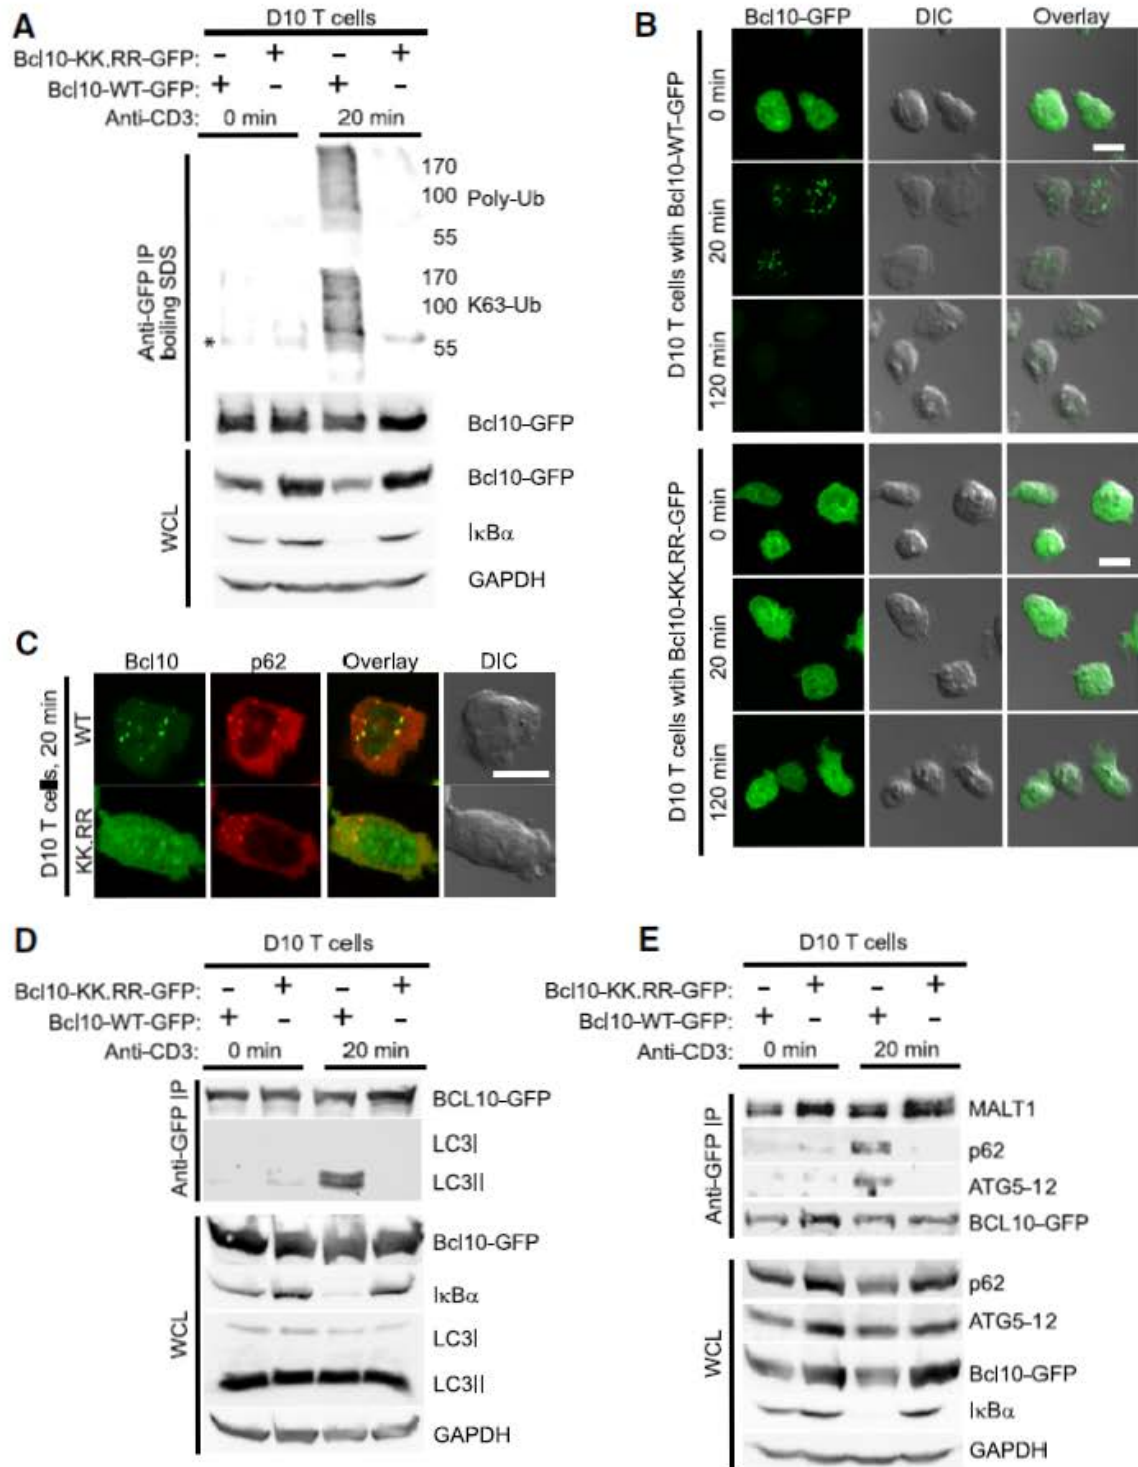 A
D10 T cells
Bcl10-KK.RR-GFP: - + - +
Bcl10-WT-GFP: + - + -
Anti-CD3: 0 min 20 min
Anti-GFP IP
boiling SDS
170
100 Poly-Ub
55
170
100 K63-Ub
* 55
Bcl10-GFP
WCL
Bcl10-GFP
IκBα
GAPDH
B
Bcl10-GFP DIC Overlay
D10 T cells wtih Bcl10-WT-GFP
0 min
20 min
120 min
D10 T cells wtih Bcl10-KK.RR-GFP
0 min
20 min
120 min
C
Bcl10 p62 Overlay DIC
D10 T cells, 20 min
WT
KK.RR
D
D10 T cells
Bcl10-KK.RR-GFP: - + - +
Bcl10-WT-GFP: + - + -
Anti-CD3: 0 min 20 min
Anti-GFP IP
BCL10-GFP
LC3I
LC3II
WCL
Bcl10-GFP
IκBα
LC3I
LC3II
GAPDH
E
D10 T cells
Bcl10-KK.RR-GFP: - + - +
Bcl10-WT-GFP: + - + -
Anti-CD3: 0 min 20 min
Anti-GFP IP
MALT1
p62
ATG5-12
BCL10-GFP
WCL
p62
ATG5-12
Bcl10-GFP
IκBα
GAPDH